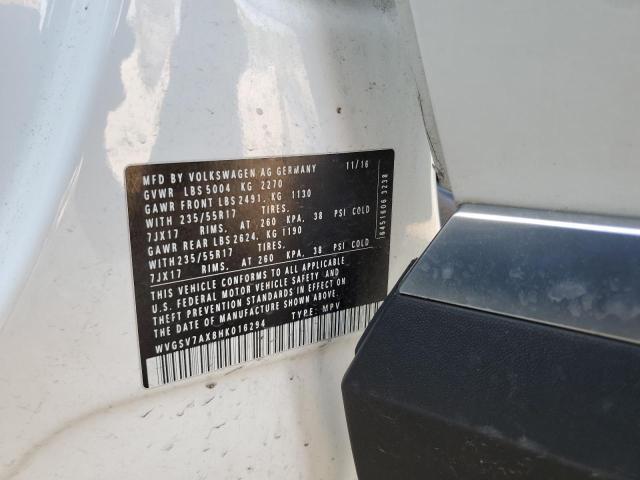 MFD BY VOLKSWAGEN AG GERMANY 11/16
GVWR LBS 5004 KG 2270
GAWR FRONT LBS 2491, KG 1130
WITH 235/55R17 TIRES.
7JX17 RIMS. AT 260 KPA. 38 PSI COLD
GAWR REAR LBS 2624, KG 1190
WITH235/55R17 TIRES.
7JX17 RIMS. AT 260 KPA. 38 PSI COLD
THIS VEHICLE CONFORMS TO ALL APPLICABLE
U.S. FEDERAL MOTOR VEHICLE SAFETY AND
THEFT PREVENTION STANDARDS IN EFFECT ON
THE DATE OF MANUFACTURE SHOWN ABOVE.
WVGSV7AX8HK016294 TYPE: MPV
6451606 3238